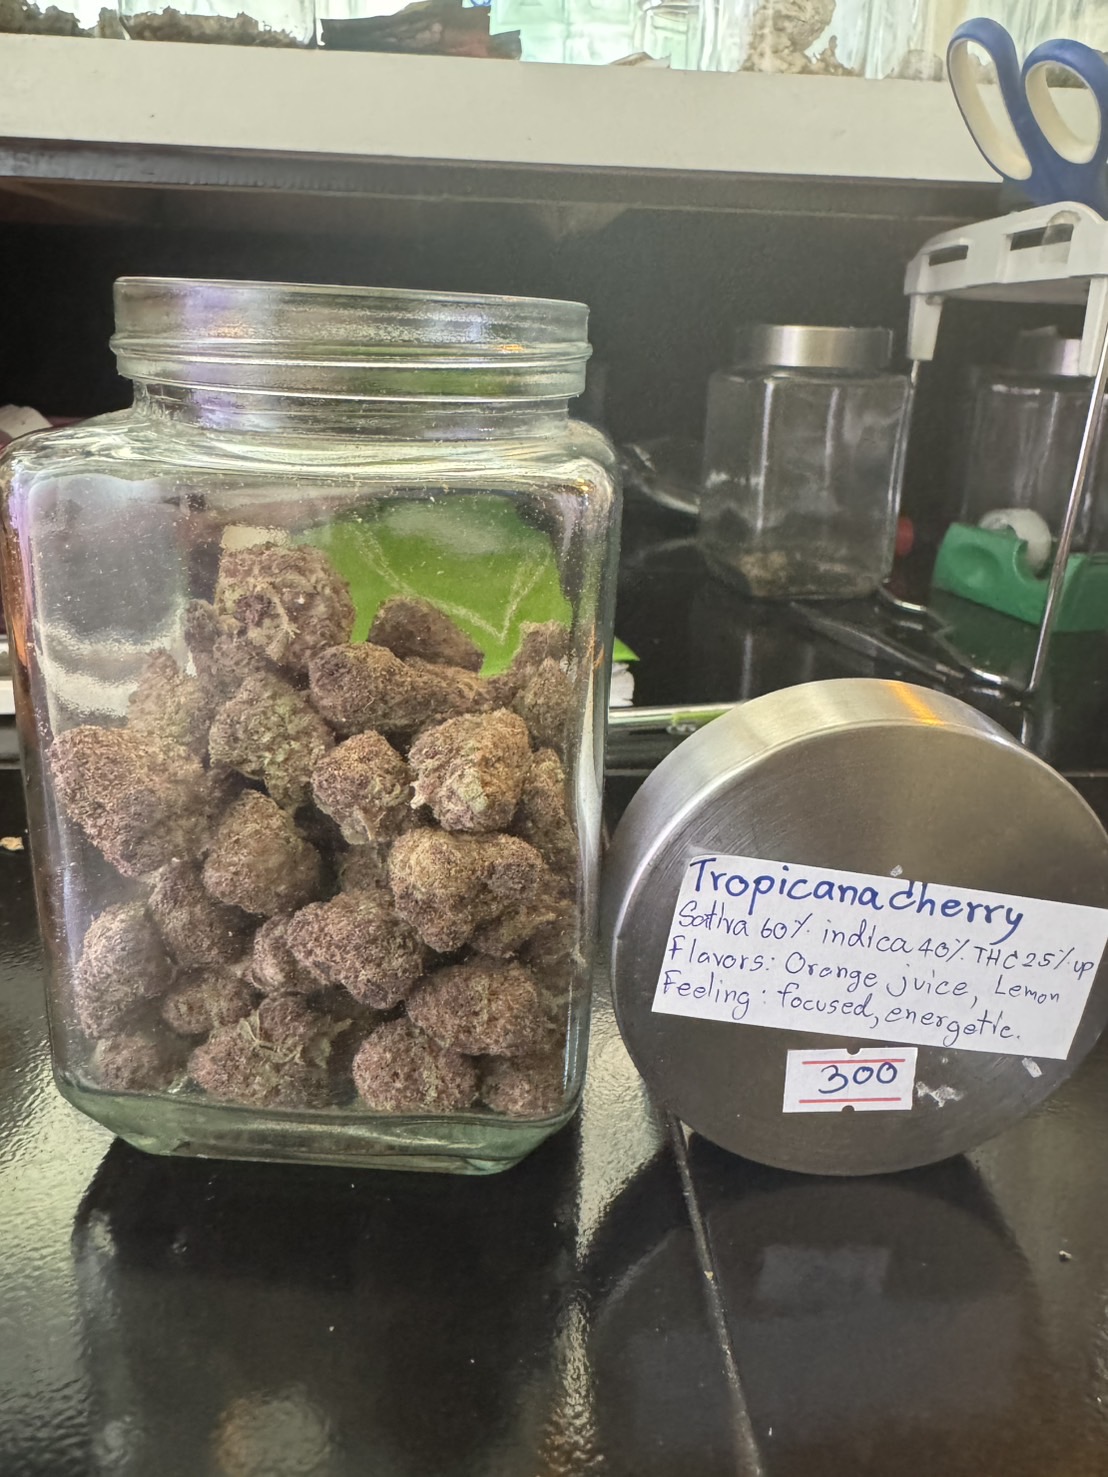 Tropicana cherry
Sativa 60% indica 40% THC 25% up
Flavors: Orange juice, Lemon
Feeling: focused, energetic.
300